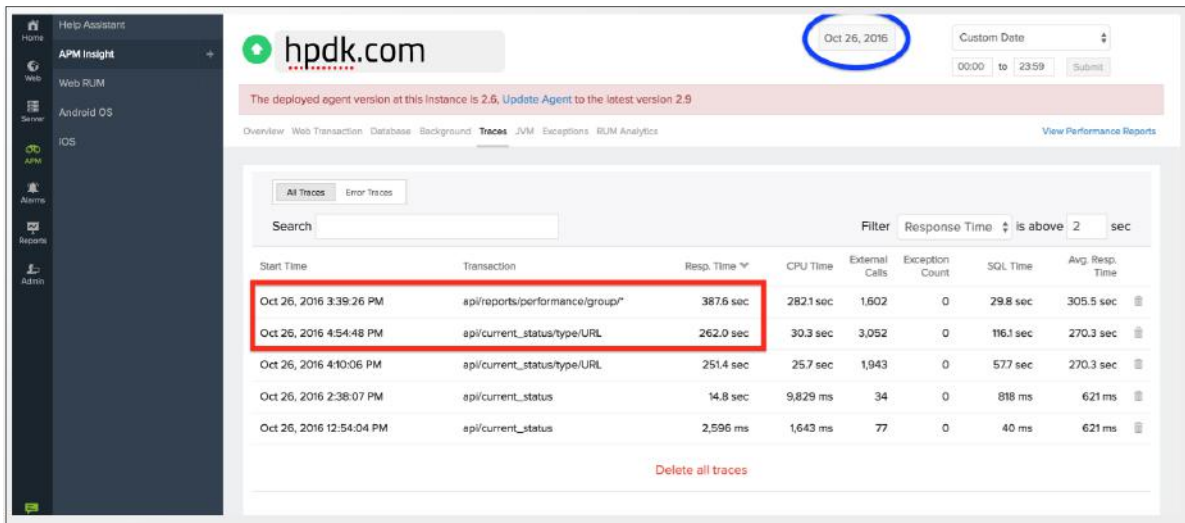 Home
Web
Server
APM
Alarms
Reports
Admin
Help Assistant
APM Insight +
Web RUM
Android OS
iOS
hpdk.com
Oct 26, 2016
Custom Date
00:00 to 23:59 Submit
The deployed agent version at this Instance is 2.6, Update Agent to the latest version 2.9
Overview Web Transaction Database Background Traces JVM Exceptions RUM Analytics View Performance Reports
All Traces Error Traces
Search Filter Response Time is above 2 sec
Start Time Transaction Resp. Time CPU Time External Calls Exception Count SQL Time Avg. Resp. Time
Oct 26, 2016 3:39:26 PM api/reports/performance/group/* 387.6 sec 282.1 sec 1,602 0 29.8 sec 305.5 sec
Oct 26, 2016 4:54:48 PM api/current_status/type/URL 262.0 sec 30.3 sec 3,052 0 116.1 sec 270.3 sec
Oct 26, 2016 4:10:06 PM api/current_status/type/URL 251.4 sec 25.7 sec 1,943 0 57.7 sec 270.3 sec
Oct 26, 2016 2:38:07 PM api/current_status 14.8 sec 9,829 ms 34 0 818 ms 621 ms
Oct 26, 2016 12:54:04 PM api/current_status 2,596 ms 1,643 ms 77 0 40 ms 621 ms
Delete all traces